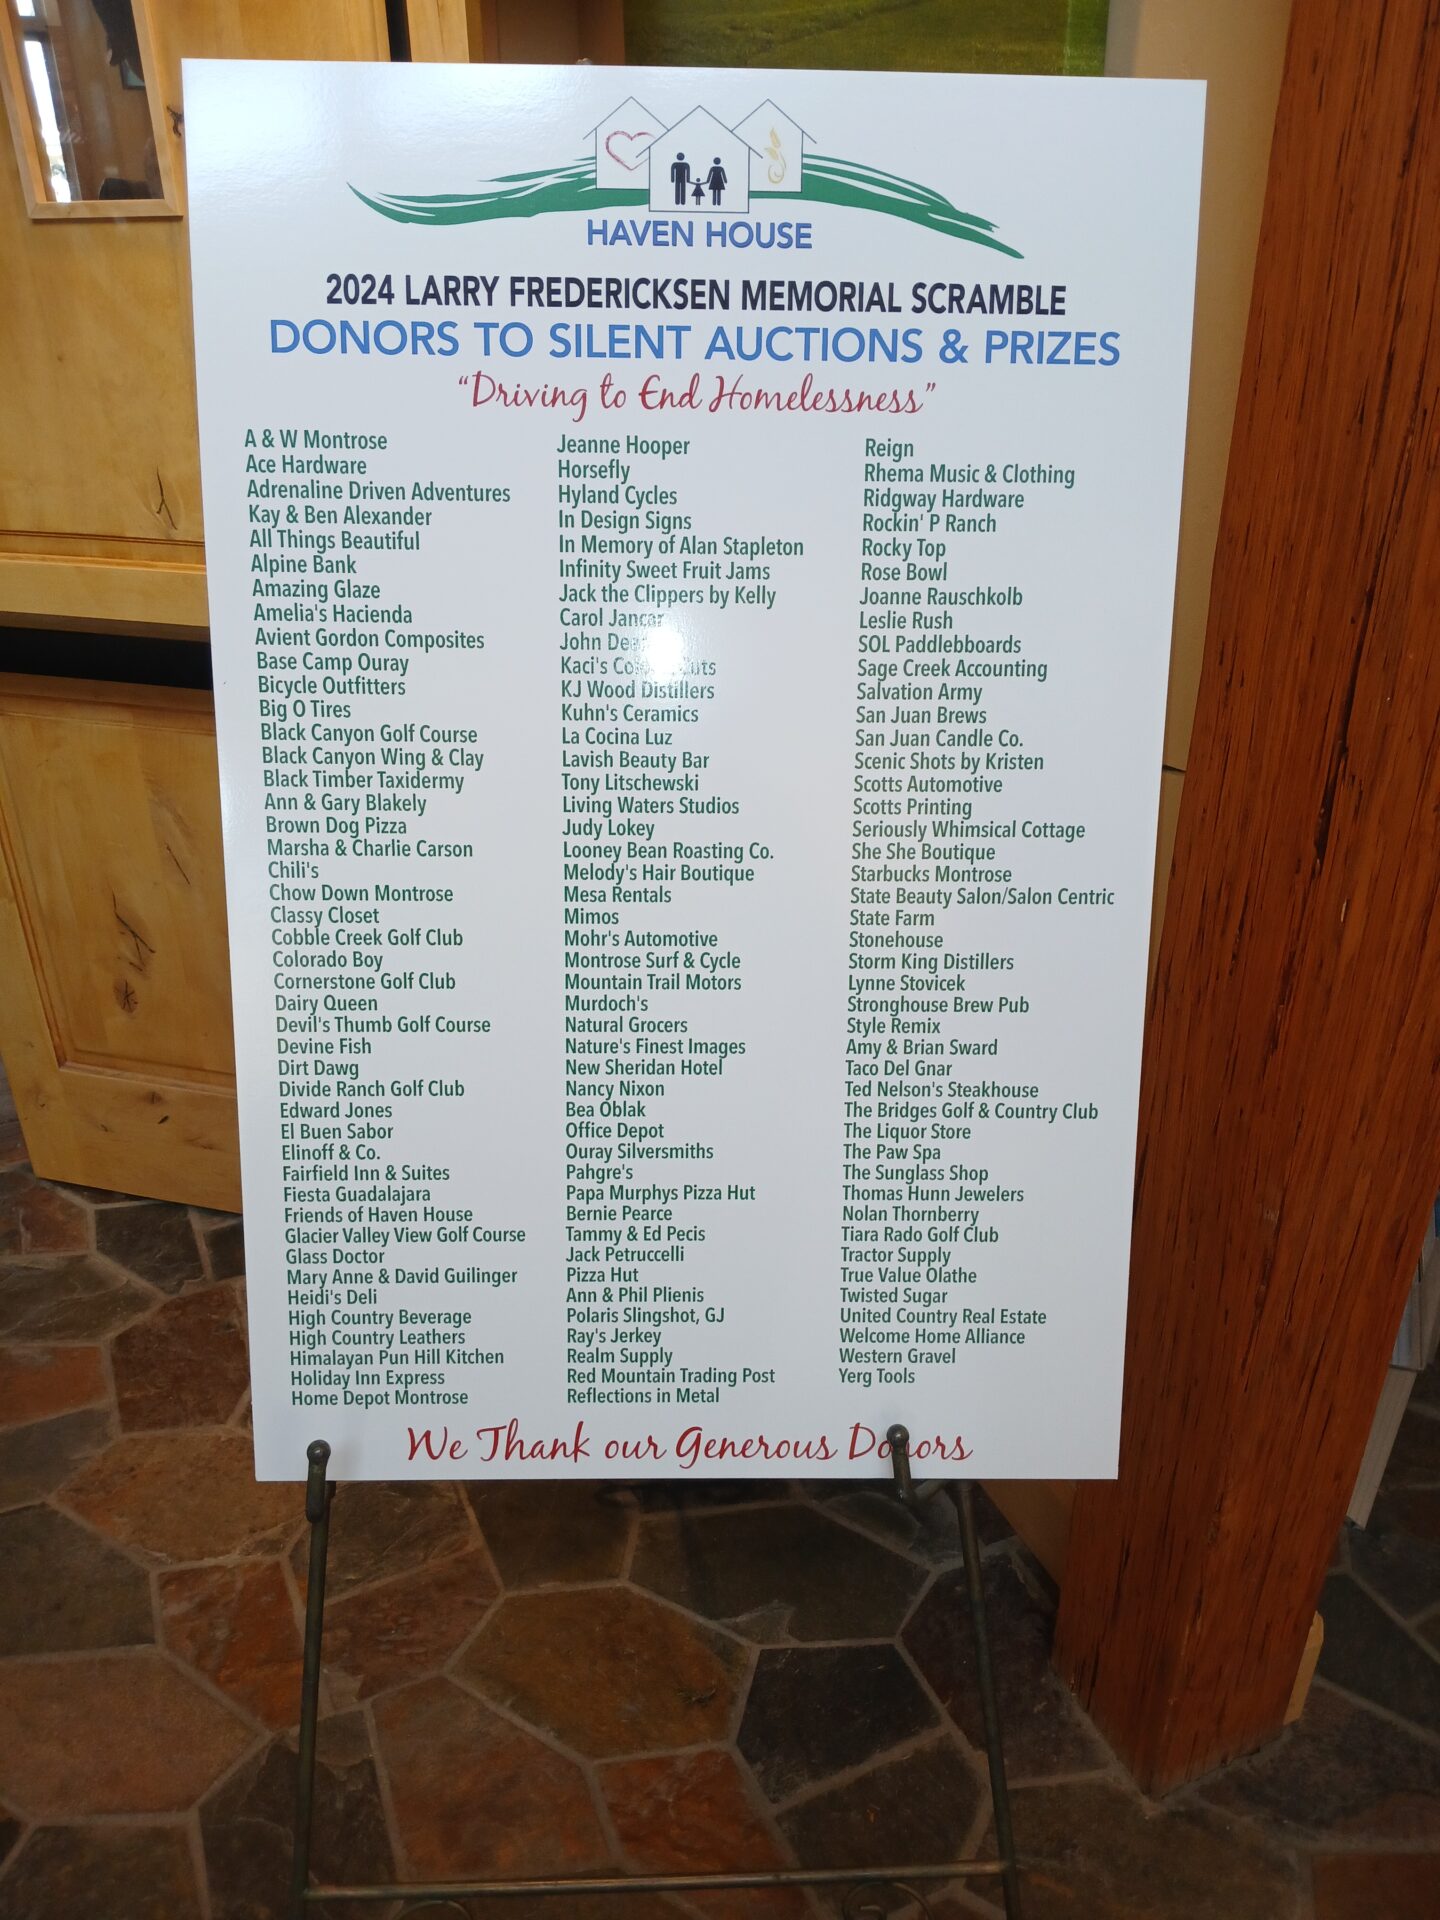 HAVEN HOUSE
2024 LARRY FREDERICKSEN MEMORIAL SCRAMBLE
DONORS TO SILENT AUCTIONS & PRIZES
"Driving to End Homelessness"
A & W Montrose
Ace Hardware
Adrenaline Driven Adventures
Kay & Ben Alexander
All Things Beautiful
Alpine Bank
Amazing Glaze
Amelia's Hacienda
Avient Gordon Composites
Base Camp Ouray
Bicycle Outfitters
Big O Tires
Black Canyon Golf Course
Black Canyon Wing & Clay
Black Timber Taxidermy
Ann & Gary Blakely
Brown Dog Pizza
Marsha & Charlie Carson
Chili's
Chow Down Montrose
Classy Closet
Cobble Creek Golf Club
Colorado Boy
Cornerstone Golf Club
Dairy Queen
Devil's Thumb Golf Course
Devine Fish
Dirt Dawg
Divide Ranch Golf Club
Edward Jones
El Buen Sabor
Elinoff & Co.
Fairfield Inn & Suites
Fiesta Guadalajara
Friends of Haven House
Glacier Valley View Golf Course
Glass Doctor
Mary Anne & David Guilinger
Heidi's Deli
High Country Beverage
High Country Leathers
Himalayan Pun Hill Kitchen
Holiday Inn Express
Home Depot Montrose
Jeanne Hooper
Horsefly
Hyland Cycles
In Design Signs
In Memory of Alan Stapleton
Infinity Sweet Fruit Jams
Jack the Clippers by Kelly
Carol Jancar
John
Kaci's
KJ Wood Distillers
Kuhn's Ceramics
La Cocina Luz
Lavish Beauty Bar
Tony Litschewski
Living Waters Studios
Judy Lokey
Looney Bean Roasting Co.
Melody's Hair Boutique
Mesa Rentals
Mimos
Mohr's Automotive
Montrose Surf & Cycle
Mountain Trail Motors
Murdoch's
Natural Grocers
Nature's Finest Images
New Sheridan Hotel
Nancy Nixon
Bea Oblak
Office Depot
Ouray Silversmiths
Pahgre's
Papa Murphys Pizza Hut
Bernie Pearce
Tammy & Ed Pecis
Jack Petruccelli
Pizza Hut
Ann & Phil Plienis
Polaris Slingshot, GJ
Ray's Jerkey
Realm Supply
Red Mountain Trading Post
Reflections in Metal
Reign
Rhema Music & Clothing
Ridgway Hardware
Rockin' P Ranch
Rocky Top
Rose Bowl
Joanne Rauschkolb
Leslie Rush
SOL Paddlebboards
Sage Creek Accounting
Salvation Army
San Juan Brews
San Juan Candle Co.
Scenic Shots by Kristen
Scotts Automotive
Scotts Printing
Seriously Whimsical Cottage
She She Boutique
Starbucks Montrose
State Beauty Salon/Salon Centric
State Farm
Stonehouse
Storm King Distillers
Lynne Stovicek
Stronghouse Brew Pub
Style Remix
Amy & Brian Sward
Taco Del Gnar
Ted Nelson's Steakhouse
The Bridges Golf & Country Club
The Liquor Store
The Paw Spa
The Sunglass Shop
Thomas Hunn Jewelers
Nolan Thornberry
Tiara Rado Golf Club
Tractor Supply
True Value Olathe
Twisted Sugar
United Country Real Estate
Welcome Home Alliance
Western Gravel
Yerg Tools
We Thank our Generous Donors